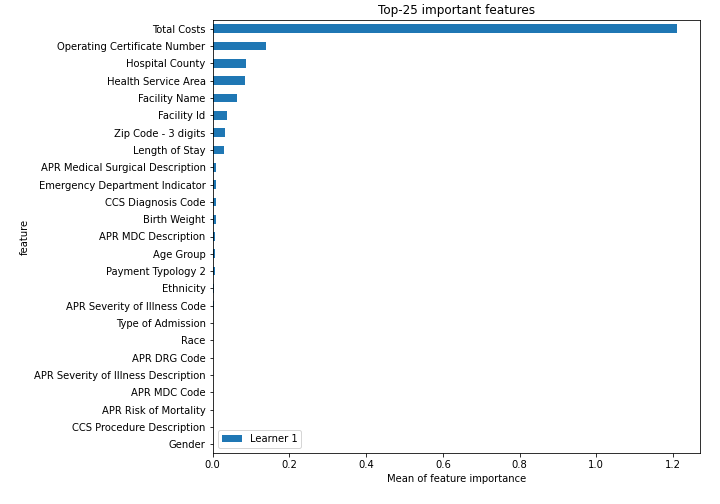 Top-25 important features
Total Costs
Operating Certificate Number
Hospital County
Health Service Area
Facility Name
Facility Id
Zip Code - 3 digits
Length of Stay
APR Medical Surgical Description
Emergency Department Indicator
CCS Diagnosis Code
Birth Weight
APR MDC Description
Age Group
Payment Typology 2
Ethnicity
APR Severity of Illness Code
Type of Admission
Race
APR DRG Code
APR Severity of Illness Description
APR MDC Code
APR Risk of Mortality
CCS Procedure Description
Gender
feature
Learner 1
0.0 0.2 0.4 0.6 0.8 1.0 1.2
Mean of feature importance